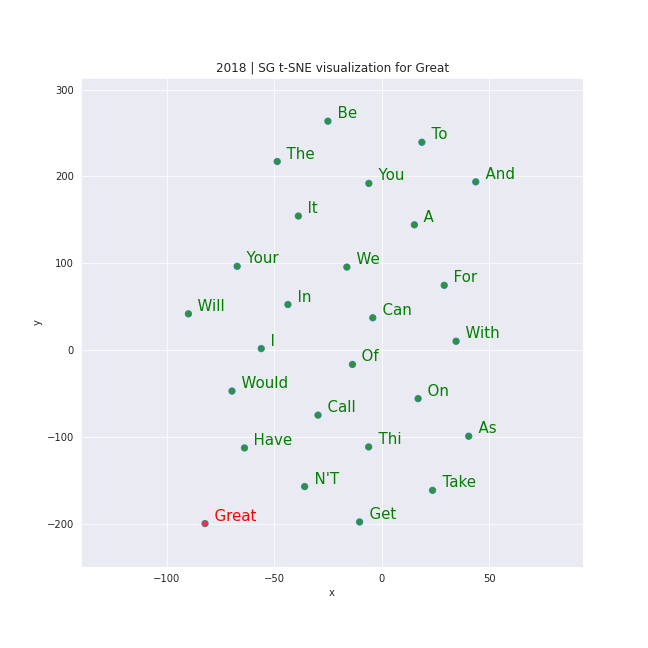 2018 | SG t-SNE visualization for Great
300
200
100
0
−100
−200
y
Be
To
The
You
And
It
A
Your
We
For
In
Will
Can
With
I
Of
Would
On
Call
As
Have
Thi
N'T
Take
Great
Get
−100
−50
0
50
x